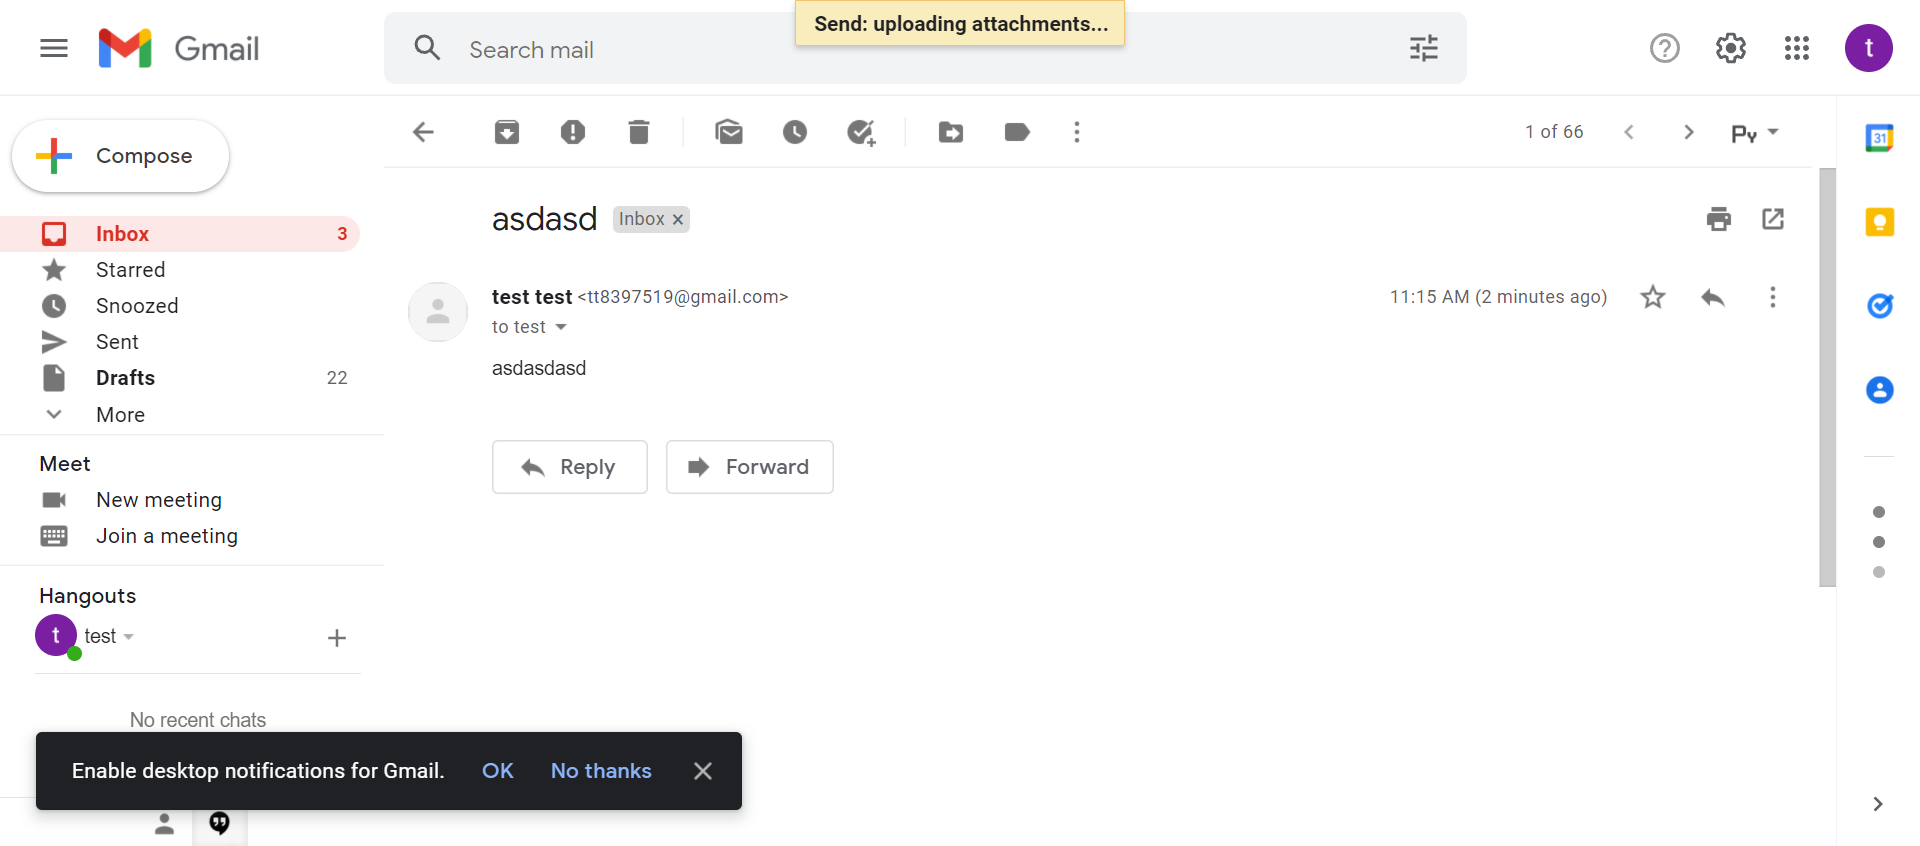 Send: uploading attachments...
Gmail
Search mail
t
Compose
1 of 66
Py
31
asdasd
Inbox ×
Inbox 3
Starred
Snoozed
Sent
Drafts 22
More
test test <tt8397519@gmail.com>
11:15 AM (2 minutes ago)
to test
asdasdasd
Reply
Forward
Meet
New meeting
Join a meeting
Hangouts
t
test
No recent chats
Enable desktop notifications for Gmail. OK No thanks